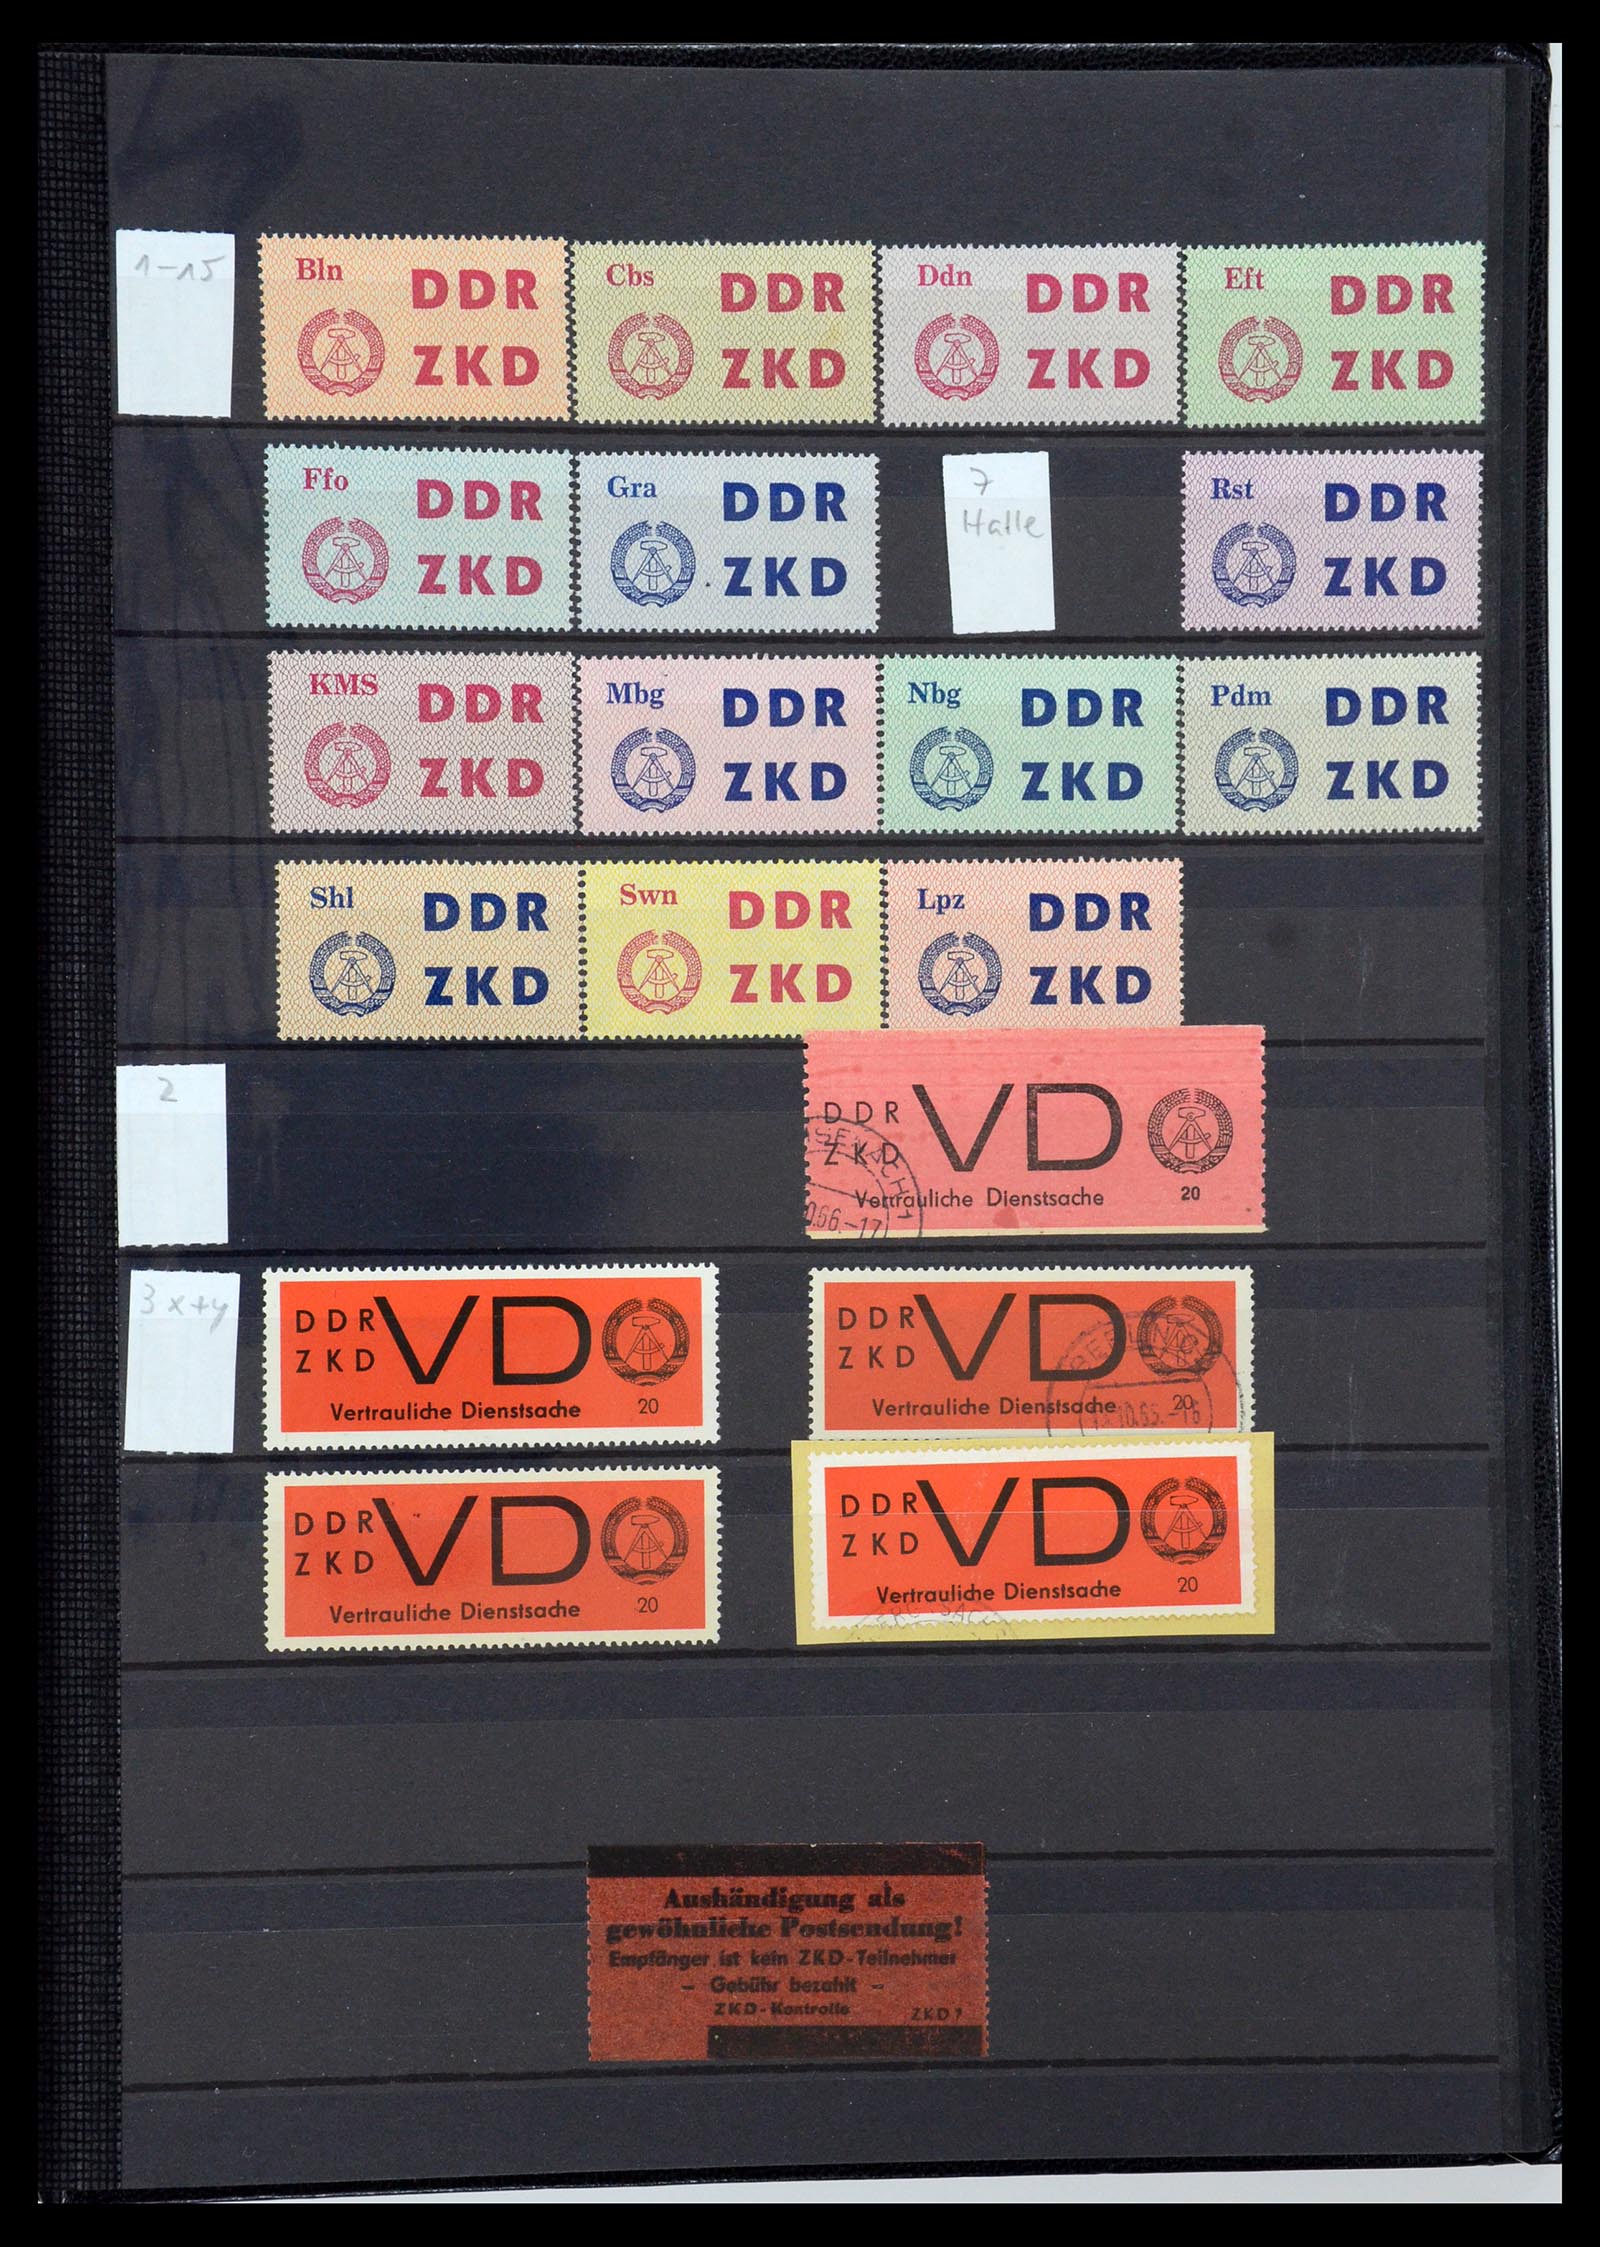 1-15
Bln
DDR
ZKD
Cbs
DDR
ZKD
Ddn
DDR
ZKD
Eft
DDR
ZKD
Ffo
DDR
ZKD
Gra
DDR
ZKD
7
Halle
Rst
DDR
ZKD
KMS
DDR
ZKD
Mbg
DDR
ZKD
Nbg
DDR
ZKD
Pdm
DDR
ZKD
Shl
DDR
ZKD
Swn
DDR
ZKD
Lpz
DDR
ZKD
2
DDR
ZKD
VD
Vertrauliche Dienstsache
20
3 x+y
DDR
ZKD
VD
Vertrauliche Dienstsache
20
DDR
ZKD
VD
Vertrauliche Dienstsache
20
DDR
ZKD
VD
Vertrauliche Dienstsache
20
DDR
ZKD
VD
Vertrauliche Dienstsache
20
Aushändigung als
gewöhnliche Postsendung!
Empfänger ist kein ZKD-Teilnehmer
- Gebühr bezahlt -
ZKD-Kontrolle